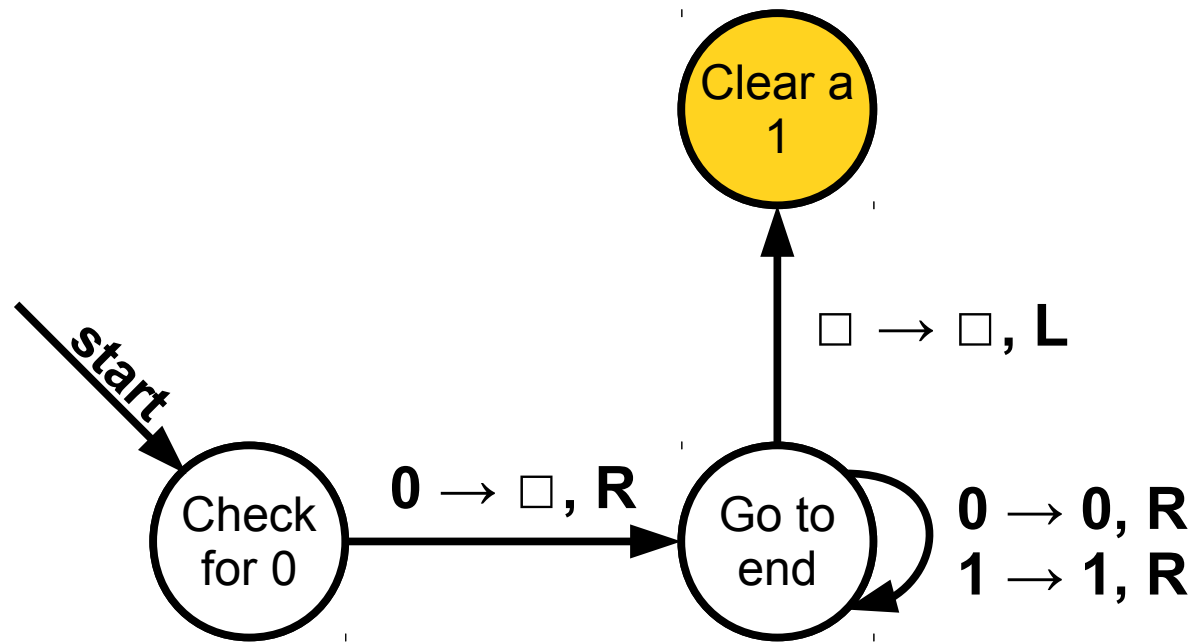 Clear a
1
start
□ → □, L
Check
for 0
0 → □, R
Go to
end
0 → 0, R
1 → 1, R